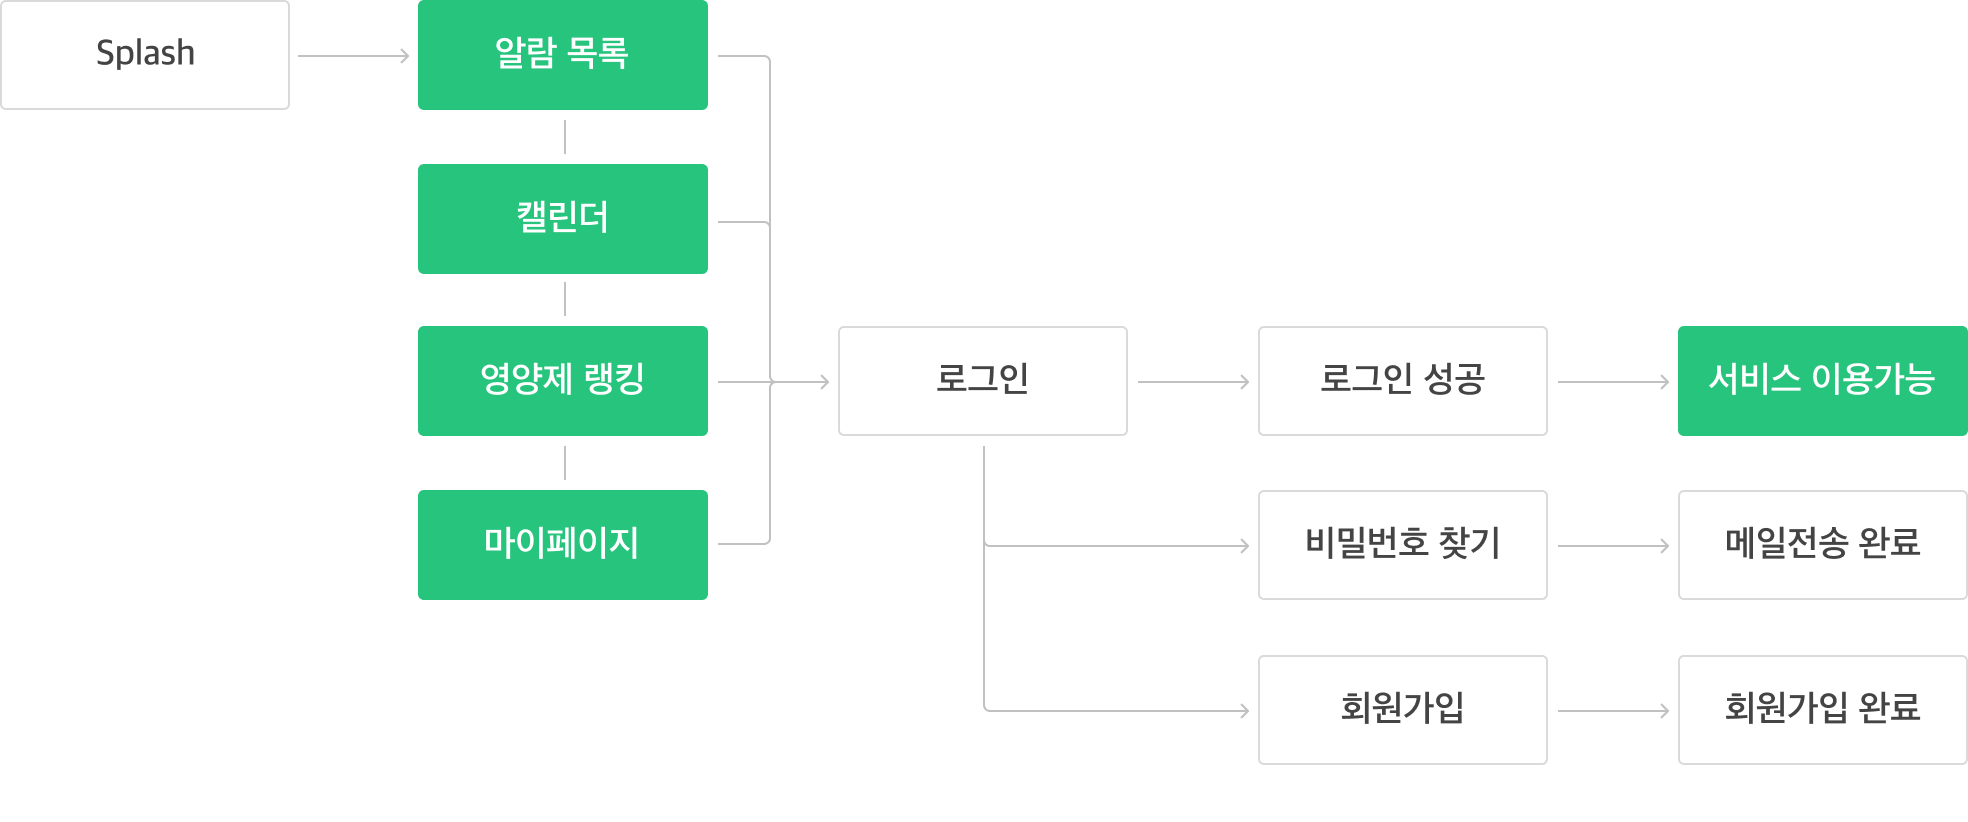 Splash
알람 목록
캘린더
영양제 랭킹
마이페이지
로그인
로그인 성공
서비스 이용가능
비밀번호 찾기
메일전송 완료
회원가입
회원가입 완료